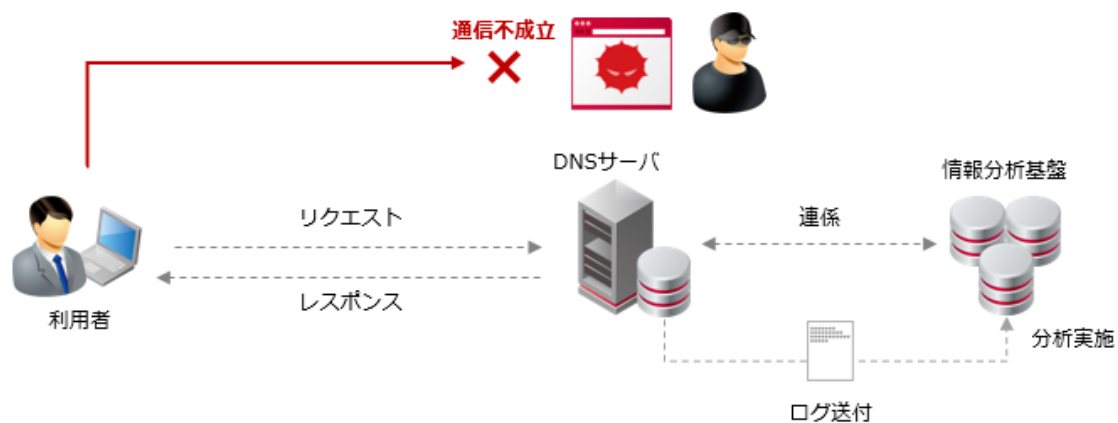 通信不成立
DNSサーバ
情報分析基盤
リクエスト
連係
レスポンス
利用者
分析実施
ログ送付